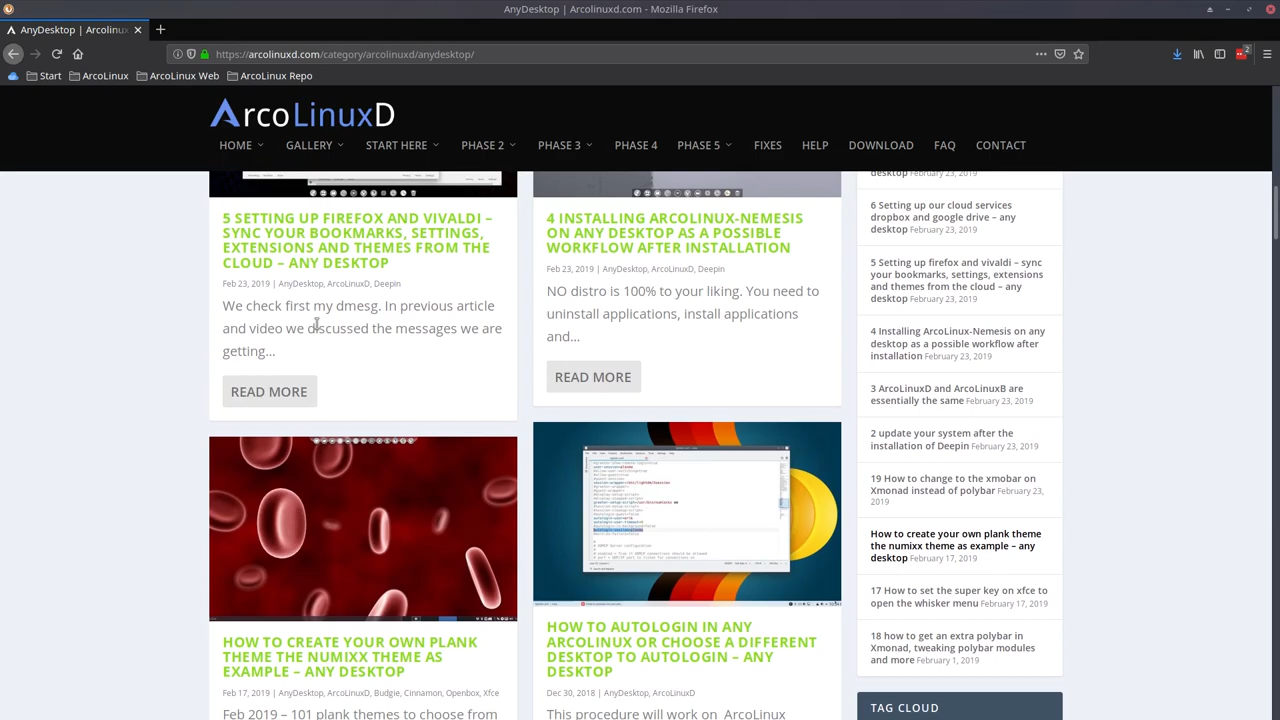 AnyDesktop | Arcolinuxd.com - Mozilla Firefox
AnyDesktop | Arcolinux
https://arcolinuxd.com/category/arcolinuxd/anydesktop/
2
Start
ArcoLinux
ArcoLinux Web
ArcoLinux Repo
ArcoLinuxD
HOME
GALLERY
START HERE
PHASE 2
PHASE 3
PHASE 4
PHASE 5
FIXES
HELP
DOWNLOAD
FAQ
CONTACT
5 SETTING UP FIREFOX AND VIVALDI –
SYNC YOUR BOOKMARKS, SETTINGS,
EXTENSIONS AND THEMES FROM THE
CLOUD – ANY DESKTOP
Feb 23, 2019 | AnyDesktop, ArcoLinuxD, Deepin
We check first my dmesg. In previous article
and video we discussed the messages we are
getting...
READ MORE
4 INSTALLING ARCOLINUX-NEMESIS
ON ANY DESKTOP AS A POSSIBLE
WORKFLOW AFTER INSTALLATION
Feb 23, 2019 | AnyDesktop, ArcoLinuxD, Deepin
NO distro is 100% to your liking. You need to
uninstall applications, install applications
and...
READ MORE
HOW TO CREATE YOUR OWN PLANK
THEME THE NUMIXX THEME AS
EXAMPLE – ANY DESKTOP
Feb 17, 2019 | AnyDesktop, ArcoLinuxD, Budgie, Cinnamon, Openbox, Xfce
Feb 2019 – 101 plank themes to choose from
HOW TO AUTOLOGIN IN ANY
ARCOLINUX OR CHOOSE A DIFFERENT
DESKTOP TO AUTOLOGIN – ANY
DESKTOP
Dec 30, 2018 | AnyDesktop, ArcoLinuxD
This procedure will work on ArcoLinux
desktop February 23, 2019
6 Setting up our cloud services
dropbox and google drive – any
desktop February 23, 2019
5 Setting up firefox and vivaldi – sync
your bookmarks, settings, extensions
and themes from the cloud – any
desktop February 23, 2019
4 Installing ArcoLinux-Nemesis on any
desktop as a possible workflow after
installation February 23, 2019
3 ArcoLinuxD and ArcoLinuxB are
essentially the same February 23, 2019
2 update your system after the
installation of Deepin February 23, 2019
19 How to change to the xmobar on
Xmonad instead of polybar February
2019
How to create your own plank theme
the numixx theme as example – any
desktop February 17, 2019
17 How to set the super key on xfce to
open the whisker menu February 17, 2019
18 how to get an extra polybar in
Xmonad, tweaking polybar modules
and more February 1, 2019
TAG CLOUD